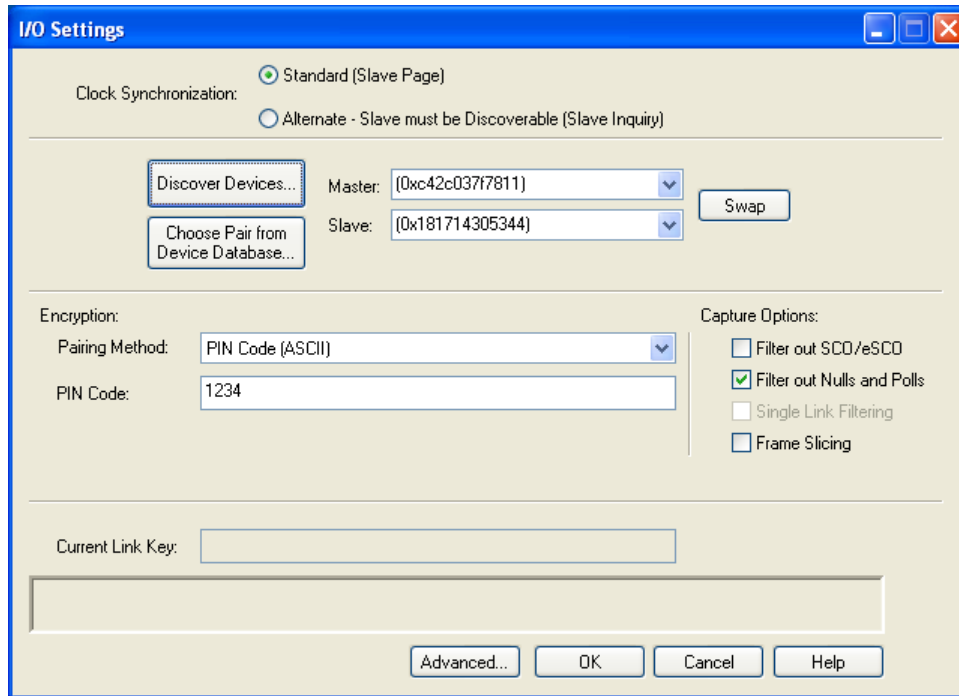 I/O Settings
Clock Synchronization:
Standard (Slave Page)
Alternate - Slave must be Discoverable (Slave Inquiry)
Discover Devices...
Master:
(0xc42c037f7811)
Swap
Choose Pair from
Device Database...
Slave:
(0x181714305344)
Encryption:
Pairing Method:
PIN Code (ASCII)
PIN Code:
1234
Capture Options:
Filter out SCO/eSCO
Filter out Nulls and Polls
Single Link Filtering
Frame Slicing
Current Link Key:
Advanced...
OK
Cancel
Help